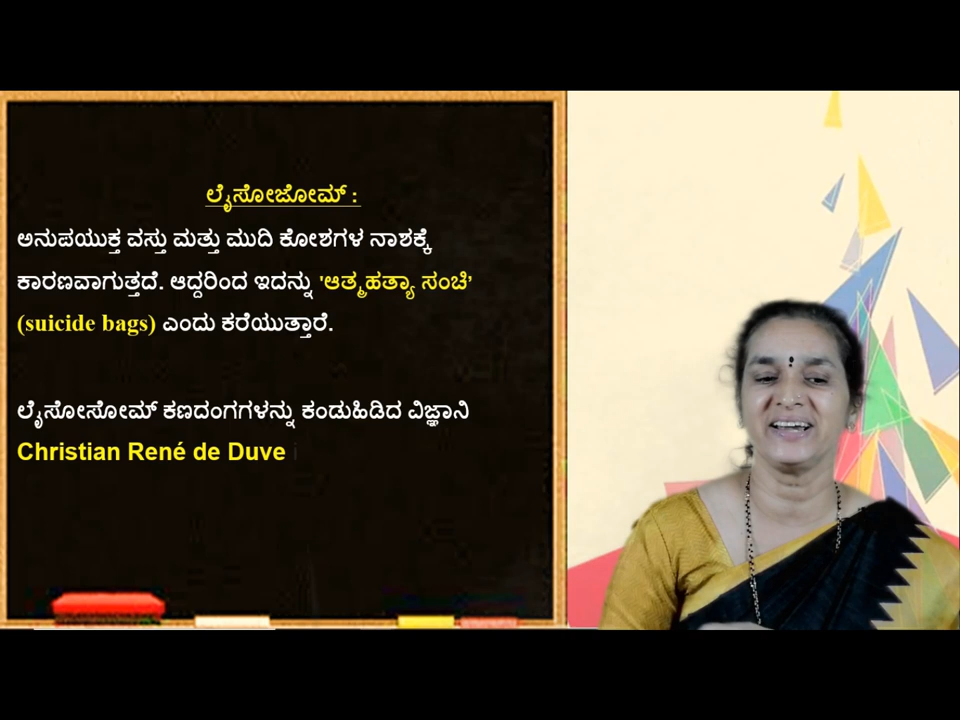 ಲೈಸೋಜೋಮ್ :
ಅನುಪಯುಕ್ತ ವಸ್ತು ಮತ್ತು ಮುದಿ ಕೋಶಗಳ ನಾಶಕ್ಕೆ
ಕಾರಣವಾಗುತ್ತದೆ. ಆದ್ದರಿಂದ ಇದನ್ನು 'ಆತ್ಮಹತ್ಯಾ ಸಂಚಿ'
(suicide bags) ಎಂದು ಕರೆಯುತ್ತಾರೆ.
ಲೈಸೋಸೋಮ್ ಕಣದಂಗಗಳನ್ನು ಕಂಡುಹಿಡಿದ ವಿಜ್ಞಾನಿ
Christian René de Duve